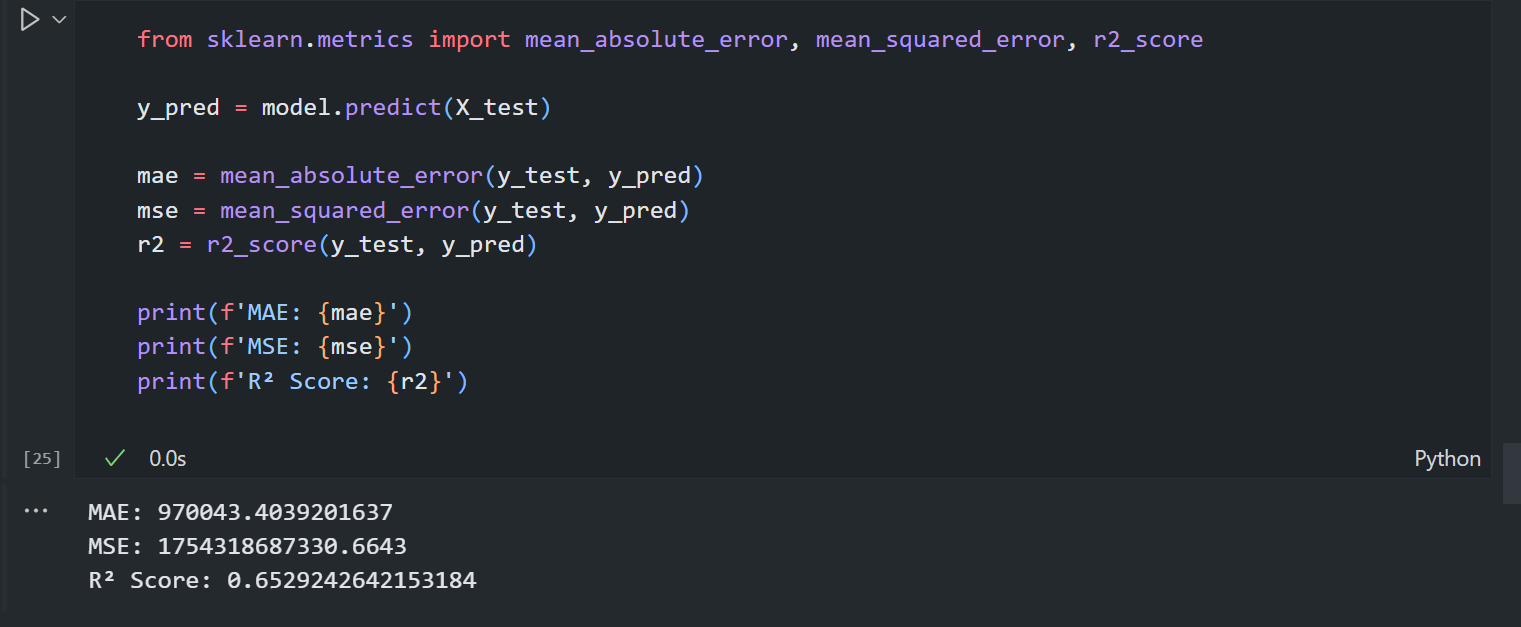 from sklearn.metrics import mean_absolute_error, mean_squared_error, r2_score
y_pred = model.predict(X_test)
mae = mean_absolute_error(y_test, y_pred)
mse = mean_squared_error(y_test, y_pred)
r2 = r2_score(y_test, y_pred)
print(f'MAE: {mae}')
print(f'MSE: {mse}')
print(f'R² Score: {r2}')
[25] 0.0s Python
MAE: 970043.4039201637
MSE: 1754318687330.6643
R² Score: 0.6529242642153184